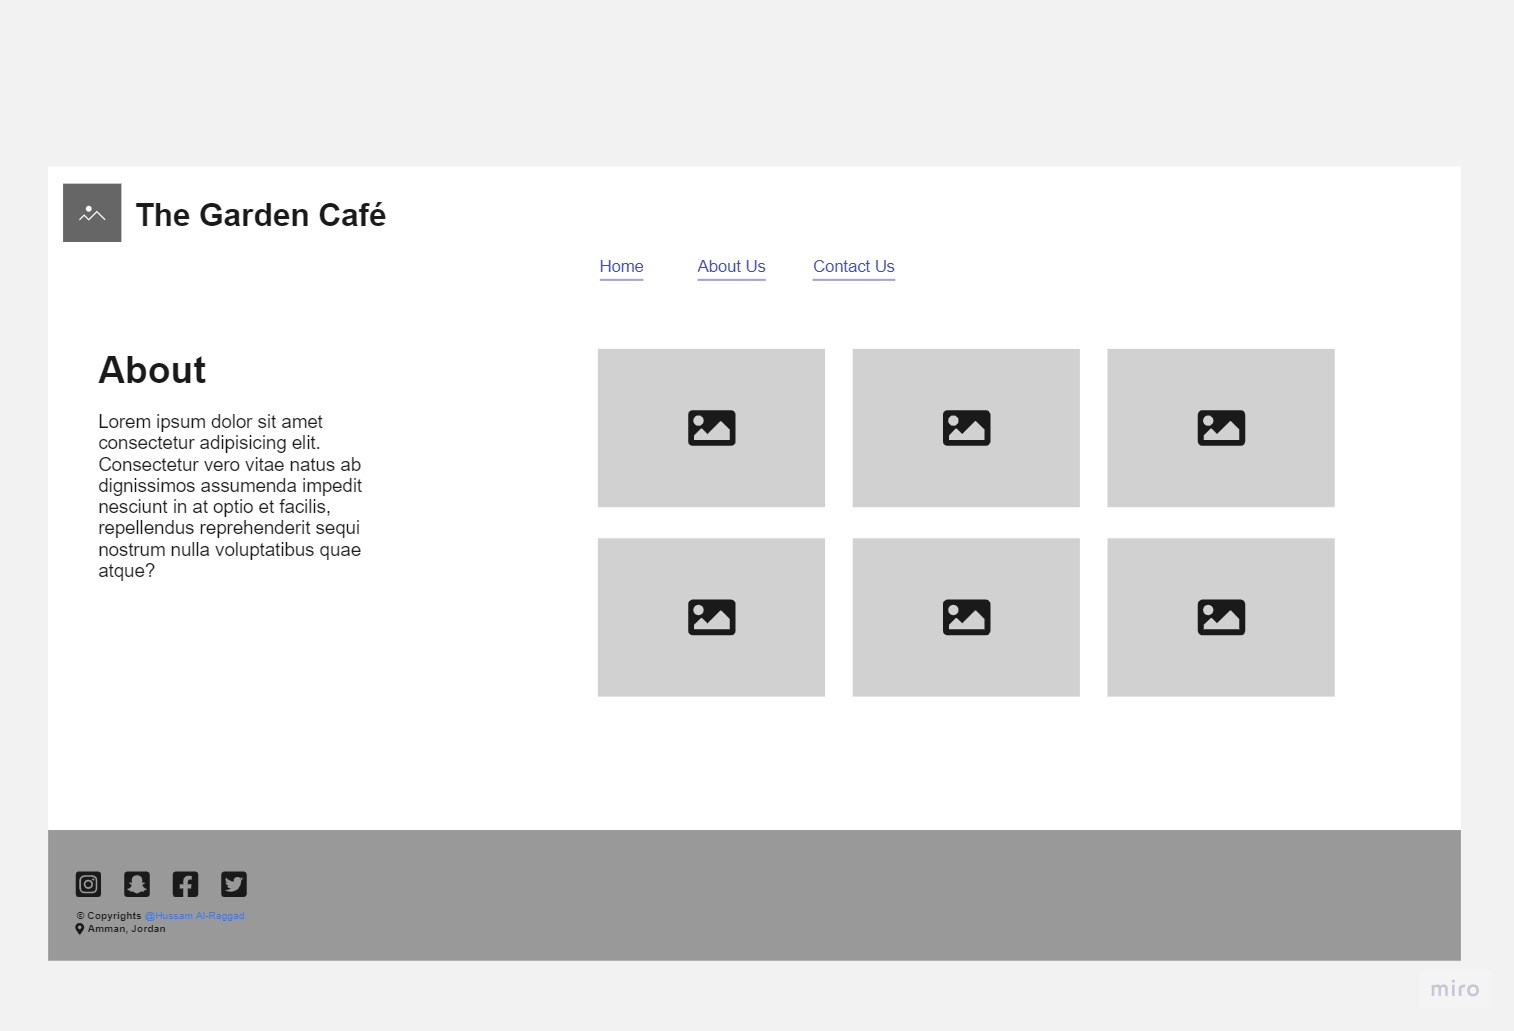 The Garden Café
Home About Us Contact Us
About
Lorem ipsum dolor sit amet
consectetur adipisicing elit.
Consectetur vero vitae natus ab
dignissimos assumenda impedit
nesciunt in at optio et facilis,
repellendus reprehenderit sequi
nostrum nulla voluptatibus quae
atque?
© Copyrights @Hussam Al-Raggad
Amman, Jordan
miro